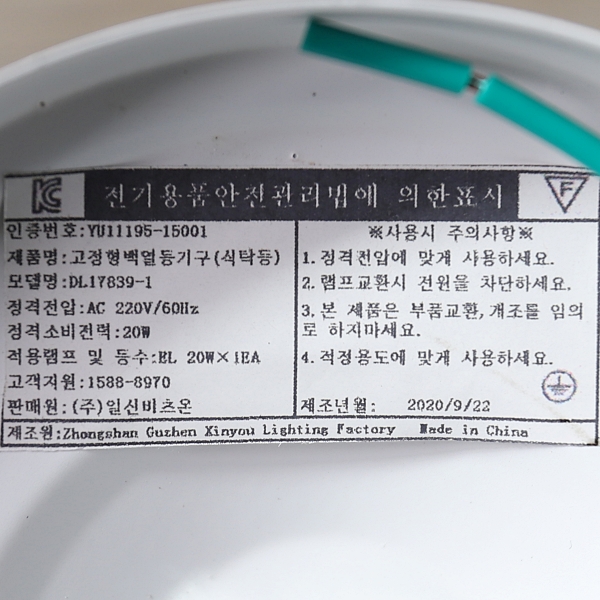 KC 전기용품안전관리법에 의한표시 F
인증번호:YU11195-15001
제품명:고정형백열등기구(식탁등)
모델명:DL17839-1
정격전압:AC 220V/60Hz
정격소비전력:20W
적용램프 및 등수:EL 20W×1EA
고객지원:1588-8970
판매원:(주)일신비츠온
※사용시 주의사항※
1. 정격전압에 맞게 사용하세요.
2. 램프교환시 전원을 차단하세요.
3. 본 제품은 부품교환,개조를 임의
로 하지마세요.
4. 적정용도에 맞게 사용하세요.
제조년월: 2020/9/22
제조원:Zhongshan Guzhen Xinyou Lighting Factory Made in China